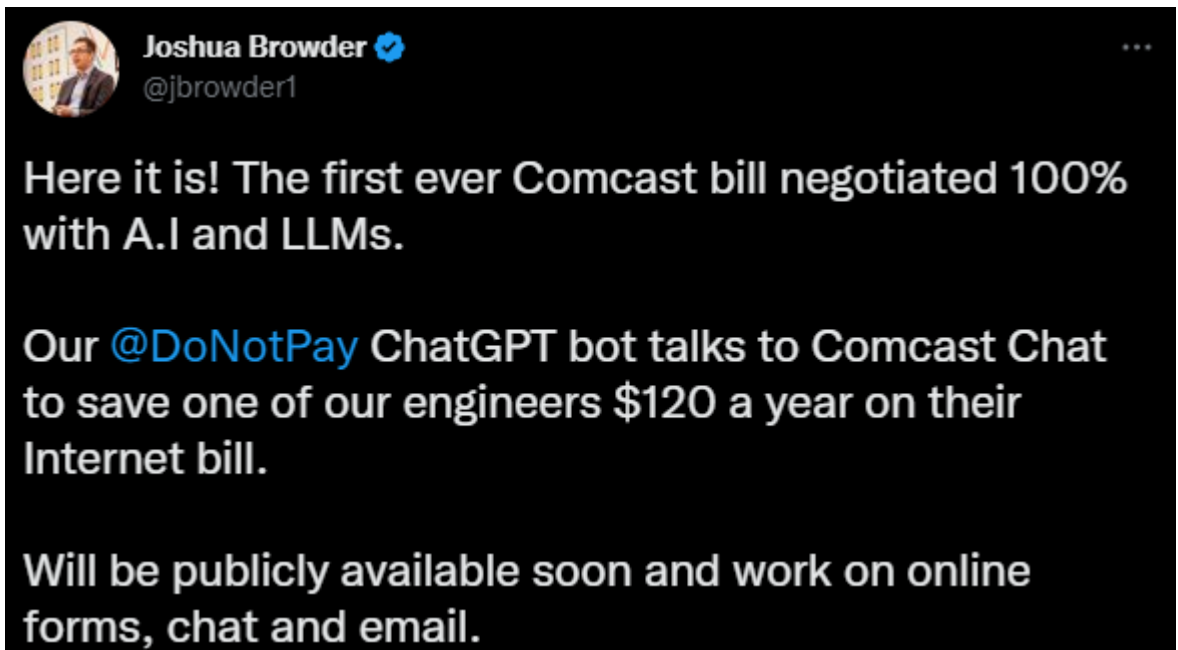 Joshua Browder
@jbrowder1
Here it is! The first ever Comcast bill negotiated 100%
with A.I and LLMs.
Our @DoNotPay ChatGPT bot talks to Comcast Chat
to save one of our engineers $120 a year on their
Internet bill.
Will be publicly available soon and work on online
forms, chat and email.